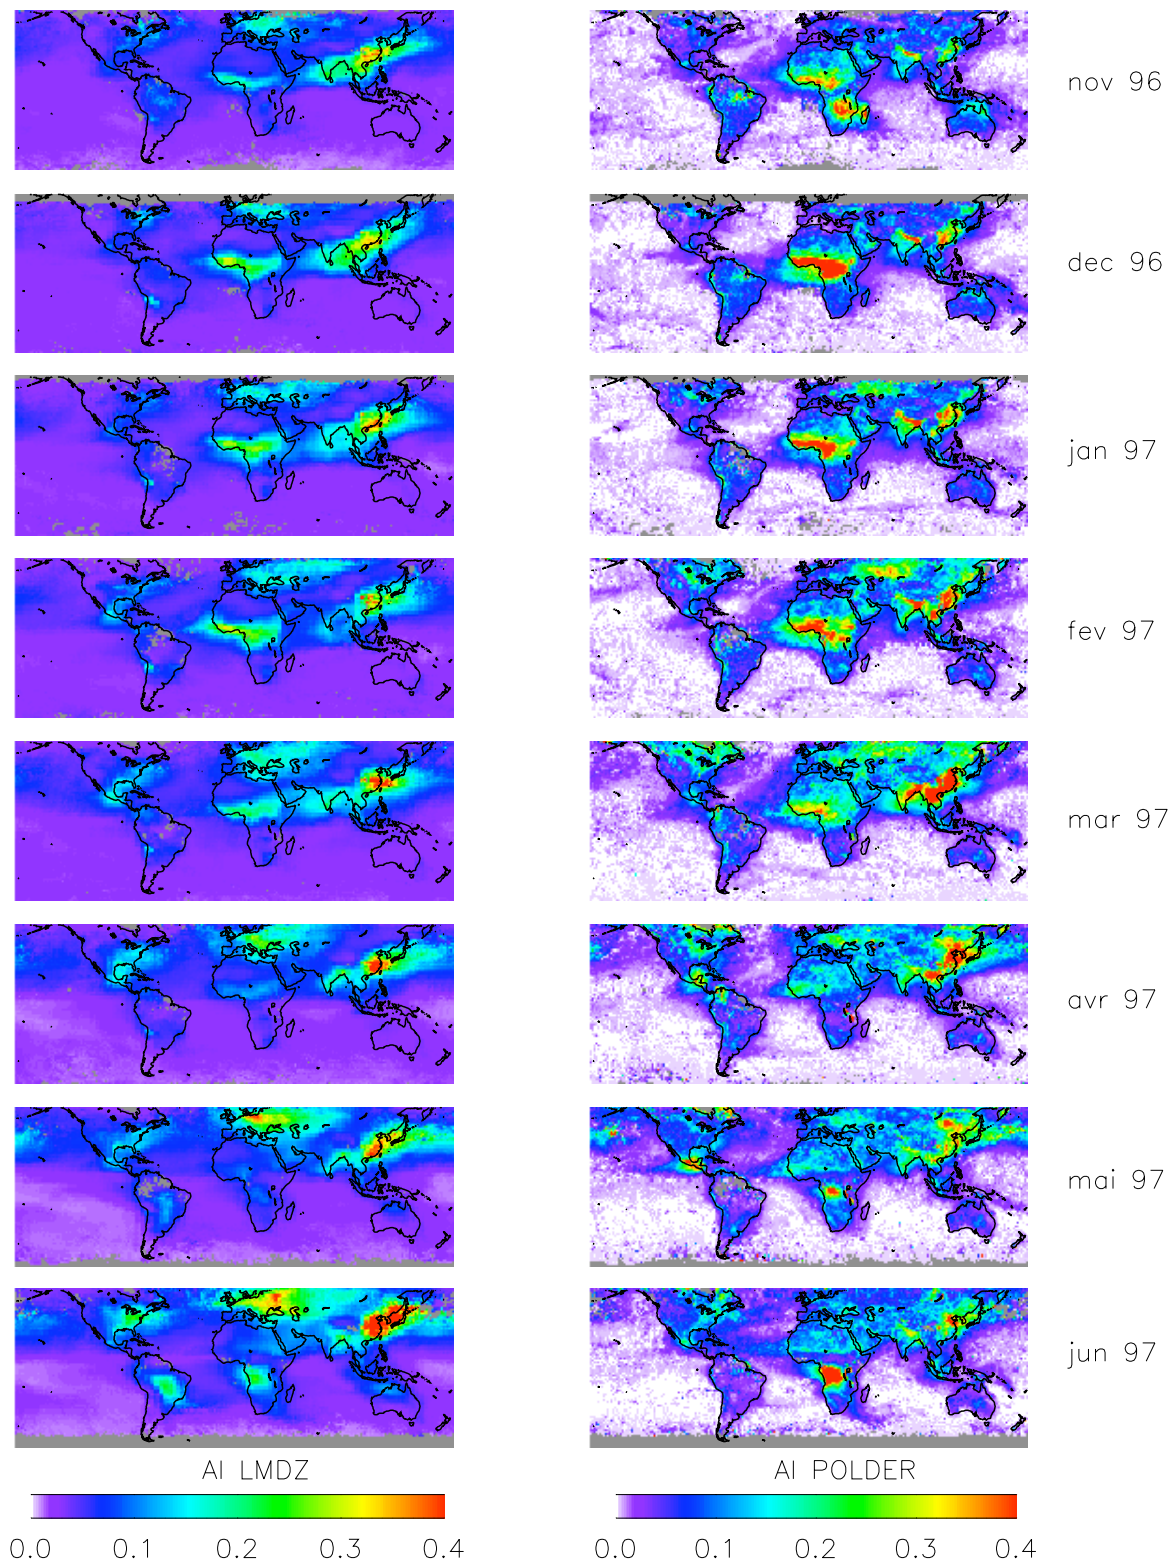 nov 96
dec 96
jan 97
fev 97
mar 97
avr 97
mai 97
jun 97
AI LMDZ AI POLDER
0.0 0.1 0.2 0.3 0.4 0.0 0.1 0.2 0.3 0.4